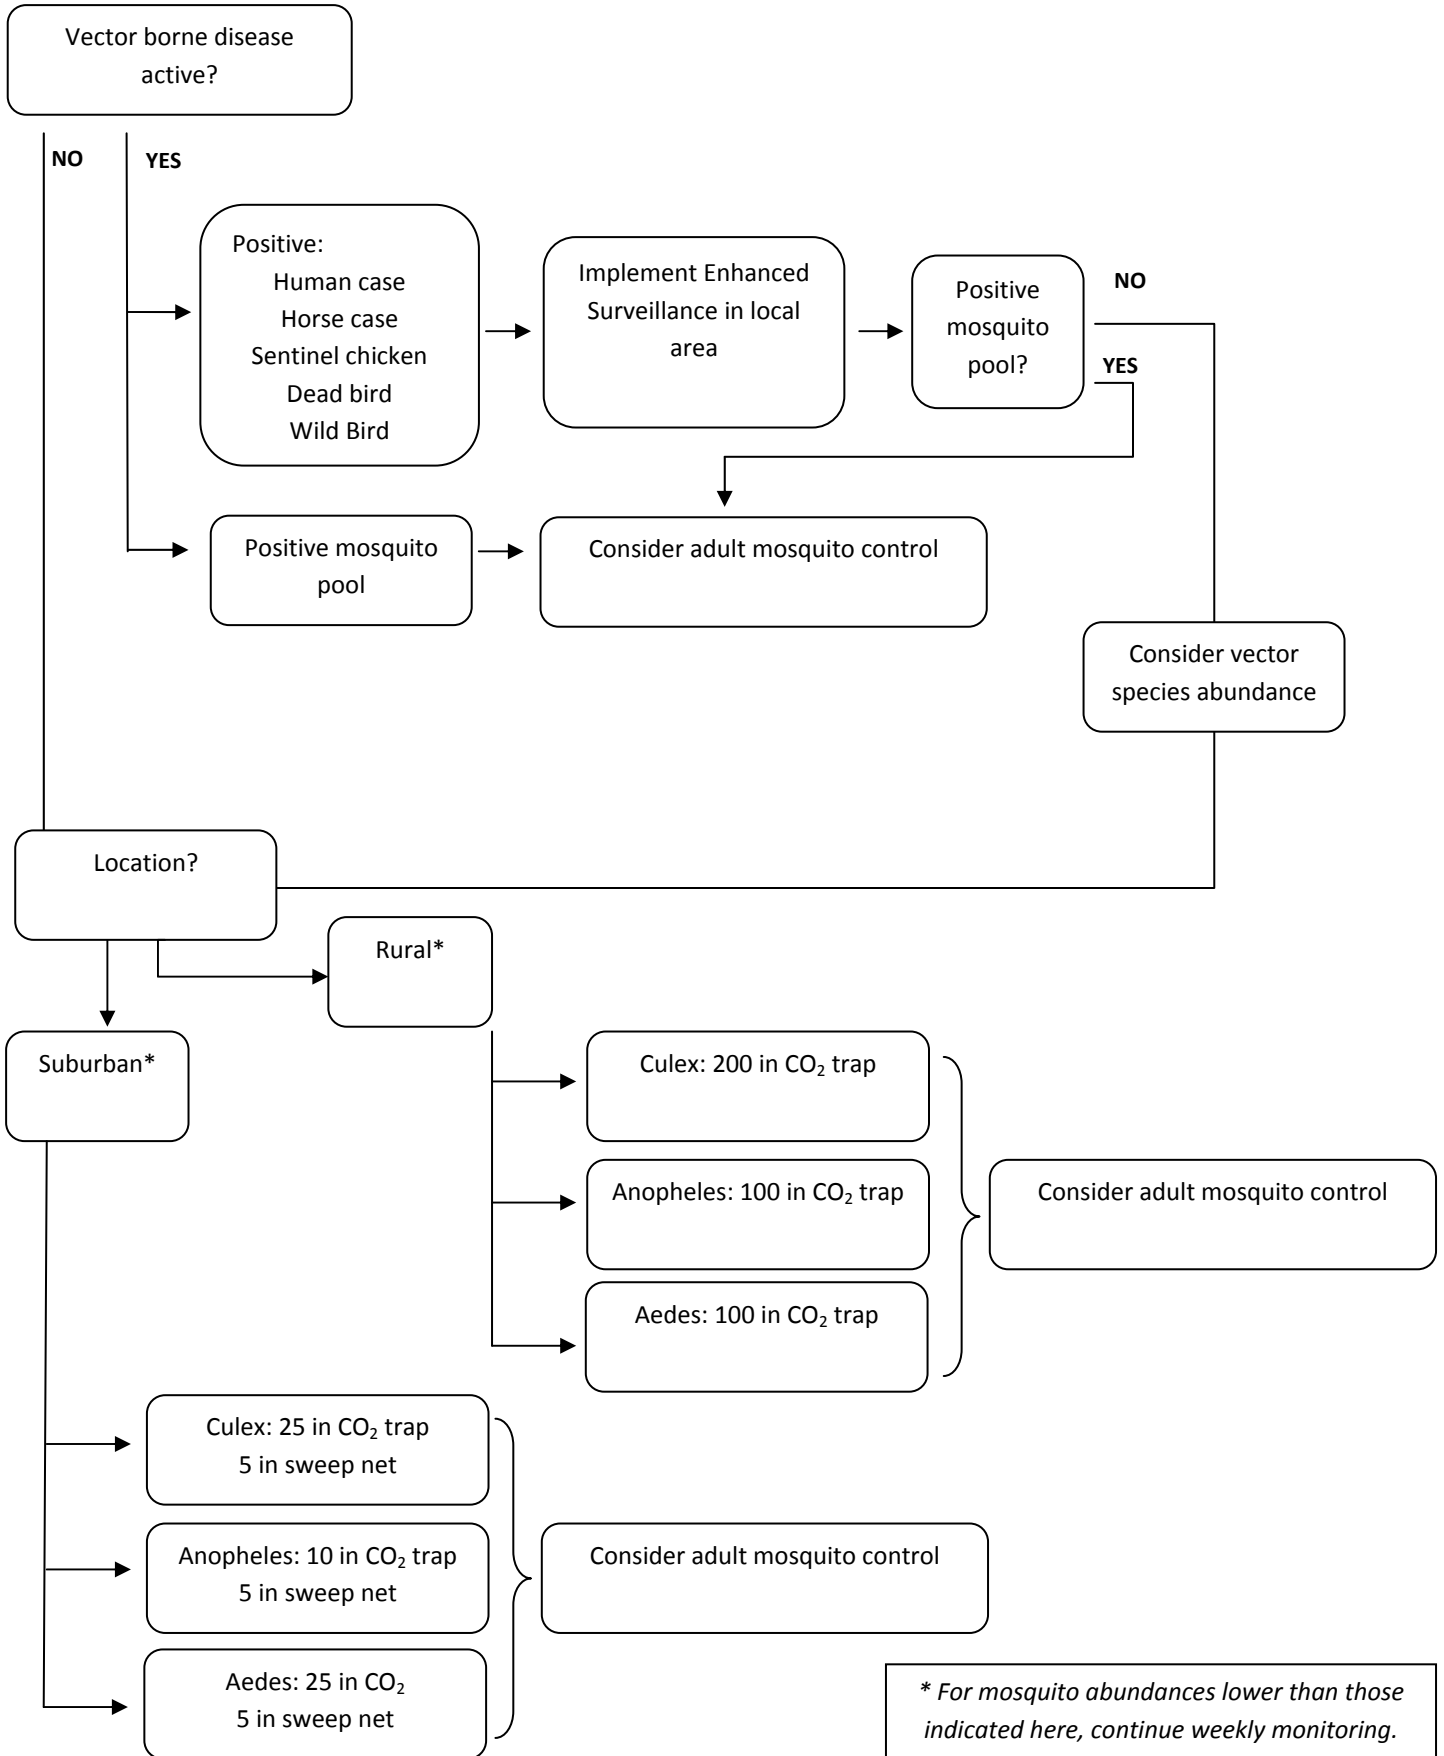 Vector borne disease
active?
NO
YES
Positive:
Human case
Horse case
Sentinel chicken
Dead bird
Wild Bird
Implement Enhanced
Surveillance in local
area
Positive
mosquito
pool?
NO
YES
Positive mosquito
pool
Consider adult mosquito control
Consider vector
species abundance
Location?
Rural*
Suburban*
Culex: 200 in CO₂ trap
Anopheles: 100 in CO₂ trap
Aedes: 100 in CO₂ trap
Consider adult mosquito control
Culex: 25 in CO₂ trap
5 in sweep net
Anopheles: 10 in CO₂ trap
5 in sweep net
Aedes: 25 in CO₂
5 in sweep net
Consider adult mosquito control
* For mosquito abundances lower than those
indicated here, continue weekly monitoring.